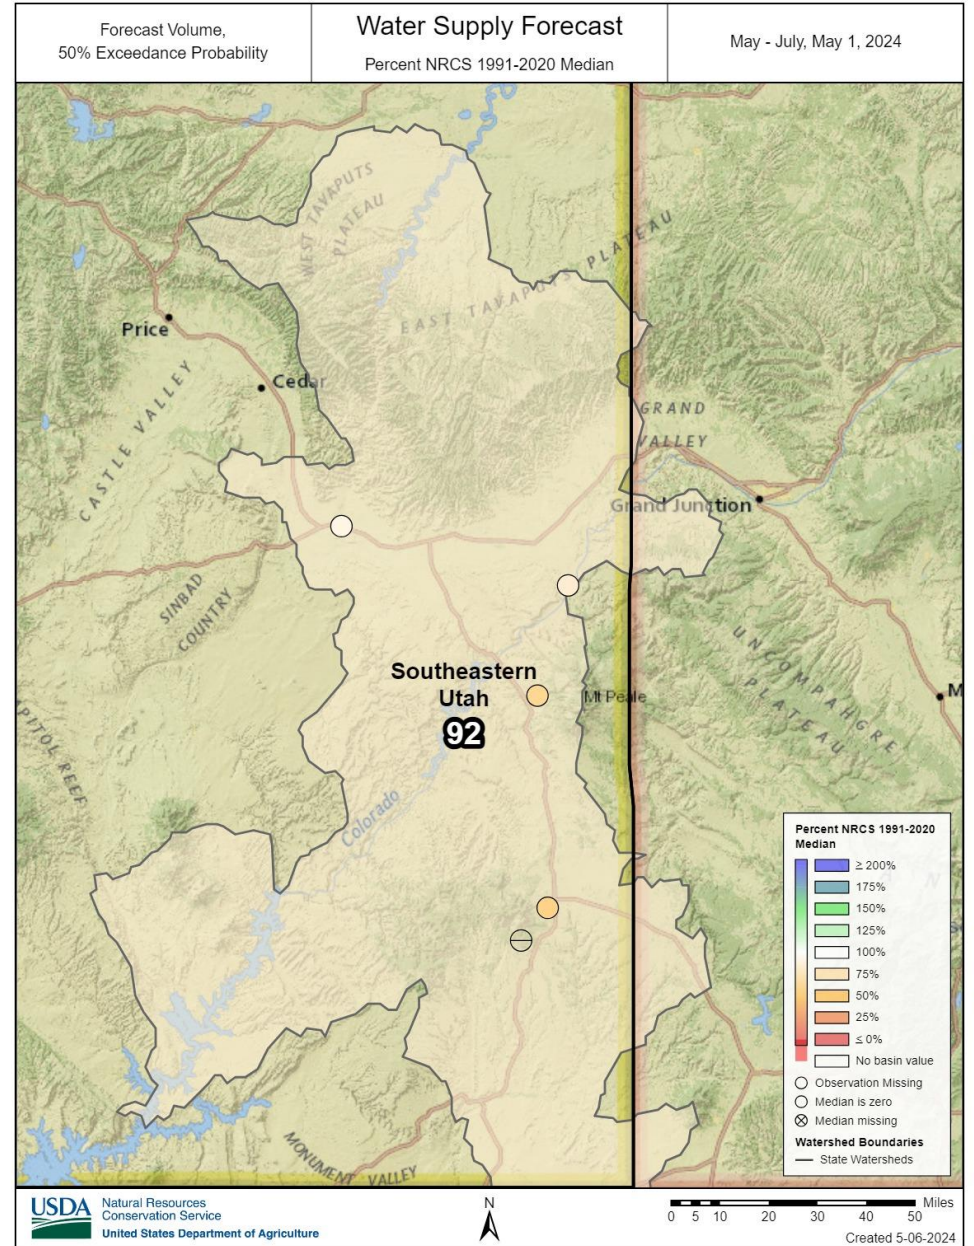 Forecast Volume,
50% Exceedance Probability
Water Supply Forecast
Percent NRCS 1991-2020 Median
May - July, May 1, 2024
WEST TAVAPUTS
PLATEAU
EAST TAVAPUTS PLATEAU
Price
Cedar
CASTLE VALLEY
GRAND
VALLEY
Grand Junction
SINBAD
COUNTRY
UNCOMPAHGRE
PLATEAU
Southeastern
Utah
92
Mt Peale
M
APITOL REEF
Colorado
MONUMENT VALLEY
Percent NRCS 1991-2020
Median
≥ 200%
175%
150%
125%
100%
75%
50%
25%
≤ 0%
No basin value
Observation Missing
Median is zero
Median missing
Watershed Boundaries
State Watersheds
USDA
Natural Resources
Conservation Service
United States Department of Agriculture
N
Miles
0 5 10 20 30 40 50
Created 5-06-2024